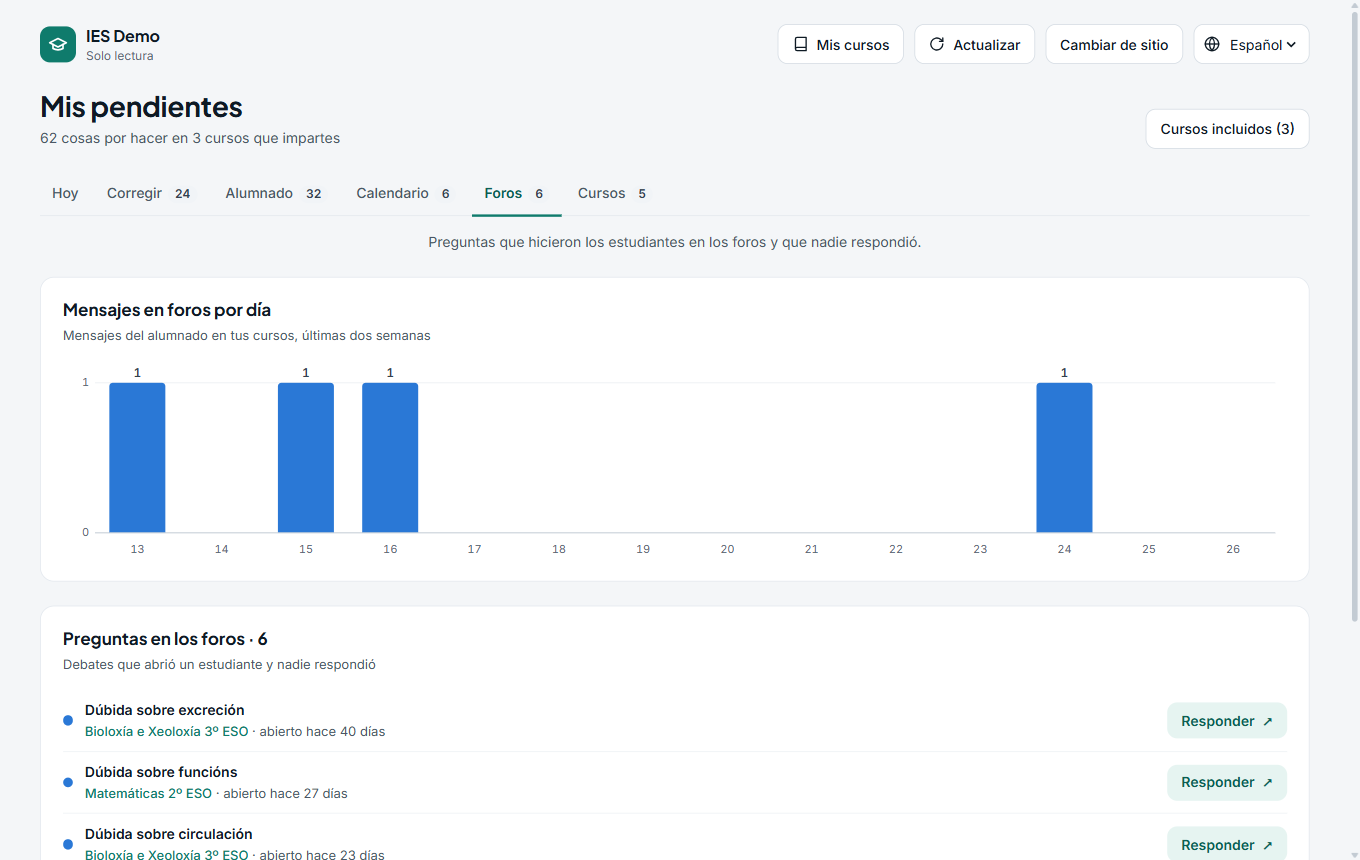 IES Demo
Solo lectura
Mis cursos
Actualizar
Cambiar de sitio
Español
Mis pendientes
62 cosas por hacer en 3 cursos que impartes
Cursos incluidos (3)
Hoy
Corregir 24
Alumnado 32
Calendario 6
Foros 6
Cursos 5
Preguntas que hicieron los estudiantes en los foros y que nadie respondió.
Mensajes en foros por día
Mensajes del alumnado en tus cursos, últimas dos semanas
1 1 1 1
1
0
13 14 15 16 17 18 19 20 21 22 23 24 25 26
Preguntas en los foros · 6
Debates que abrió un estudiante y nadie respondió
Dúbida sobre excreción
Bioloxía e Xeoloxía 3º ESO · abierto hace 40 días
Responder ↗
Dúbida sobre funcións
Matemáticas 2º ESO · abierto hace 27 días
Responder ↗
Dúbida sobre circulación
Bioloxía e Xeoloxía 3º ESO · abierto hace 23 días
Responder ↗